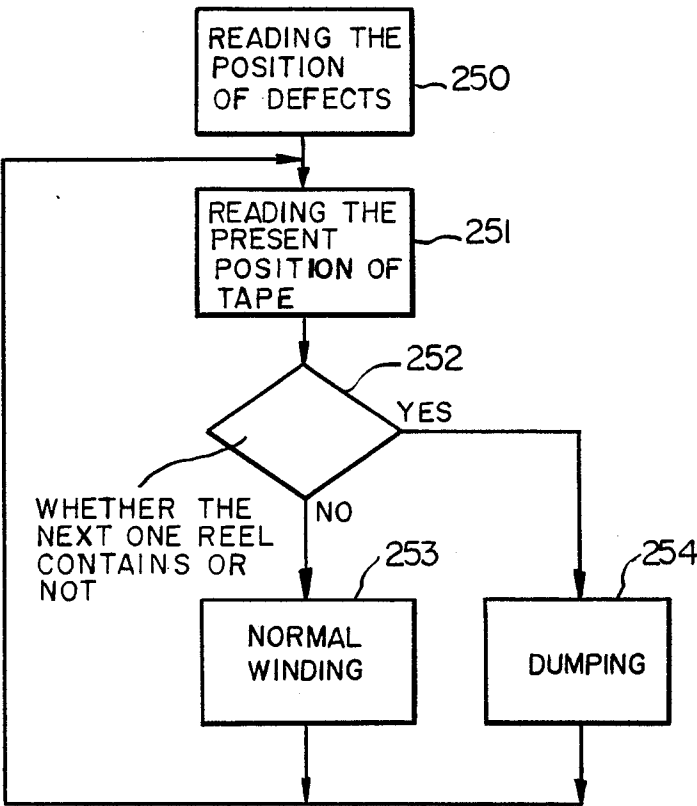 READING THE
POSITION
OF DEFECTS
250
READING THE
PRESENT
POSITION OF
TAPE
251
252
YES
WHETHER THE
NEXT ONE REEL
CONTAINS OR
NOT
NO
253
NORMAL
WINDING
254
DUMPING